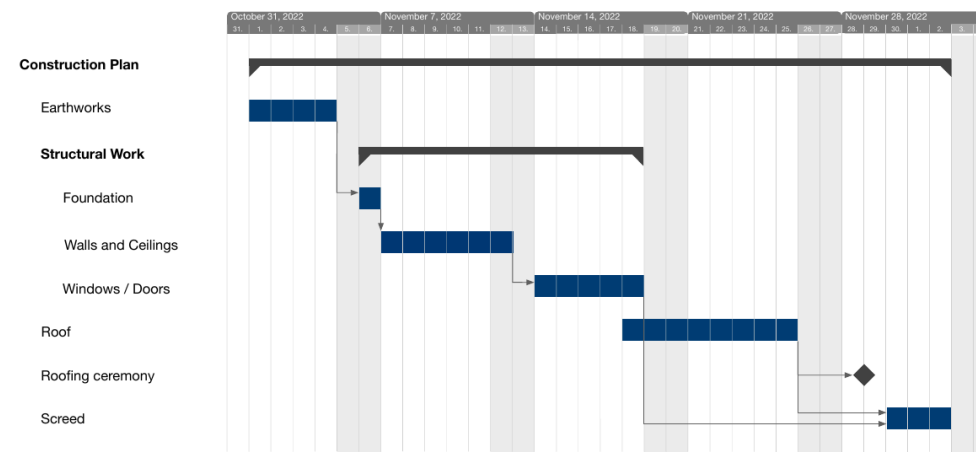 October 31, 2022 November 7, 2022 November 14, 2022 November 21, 2022 November 28, 2022
31. 1. 2. 3. 4. 5. 6. 7. 8. 9. 10. 11. 12. 13. 14. 15. 16. 17. 18. 19. 20. 21. 22. 23. 24. 25. 26. 27. 28. 29. 30. 1. 2. 3.
Construction Plan
Earthworks
Structural Work
Foundation
Walls and Ceilings
Windows / Doors
Roof
Roofing ceremony
Screed